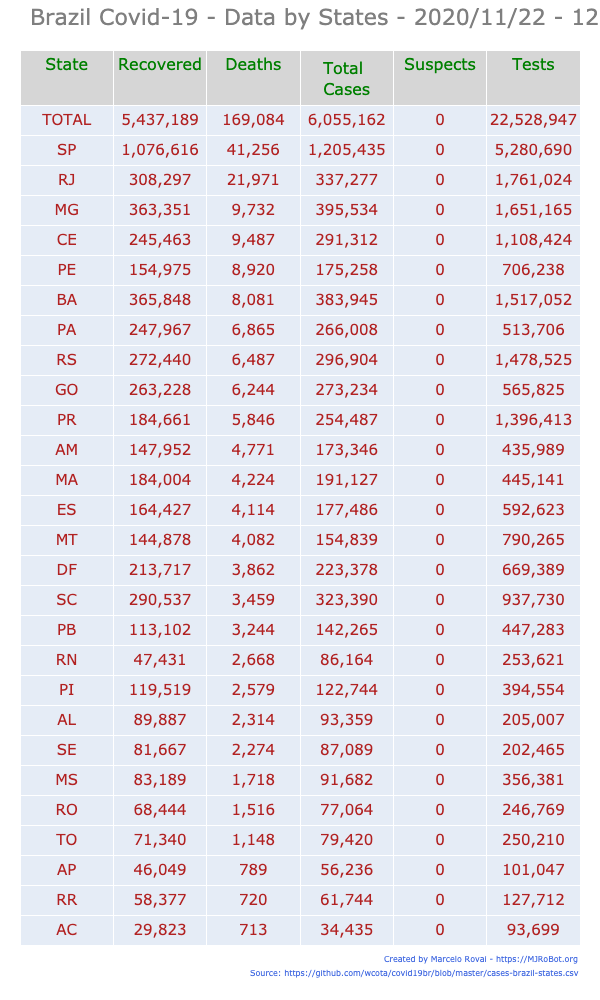 Brazil Covid-19 - Data by States - 2020/11/22 - 12
State Recovered Deaths Total Cases Suspects Tests
TOTAL 5,437,189 169,084 6,055,162 0 22,528,947
SP 1,076,616 41,256 1,205,435 0 5,280,690
RJ 308,297 21,971 337,277 0 1,761,024
MG 363,351 9,732 395,534 0 1,651,165
CE 245,463 9,487 291,312 0 1,108,424
PE 154,975 8,920 175,258 0 706,238
BA 365,848 8,081 383,945 0 1,517,052
PA 247,967 6,865 266,008 0 513,706
RS 272,440 6,487 296,904 0 1,478,525
GO 263,228 6,244 273,234 0 565,825
PR 184,661 5,846 254,487 0 1,396,413
AM 147,952 4,771 173,346 0 435,989
MA 184,004 4,224 191,127 0 445,141
ES 164,427 4,114 177,486 0 592,623
MT 144,878 4,082 154,839 0 790,265
DF 213,717 3,862 223,378 0 669,389
SC 290,537 3,459 323,390 0 937,730
PB 113,102 3,244 142,265 0 447,283
RN 47,431 2,668 86,164 0 253,621
PI 119,519 2,579 122,744 0 394,554
AL 89,887 2,314 93,359 0 205,007
SE 81,667 2,274 87,089 0 202,465
MS 83,189 1,718 91,682 0 356,381
RO 68,444 1,516 77,064 0 246,769
TO 71,340 1,148 79,420 0 250,210
AP 46,049 789 56,236 0 101,047
RR 58,377 720 61,744 0 127,712
AC 29,823 713 34,435 0 93,699
Created by Marcelo Rovai - https://MJRoBot.org
Source: https://github.com/wcota/covid19br/blob/master/cases-brazil-states.csv